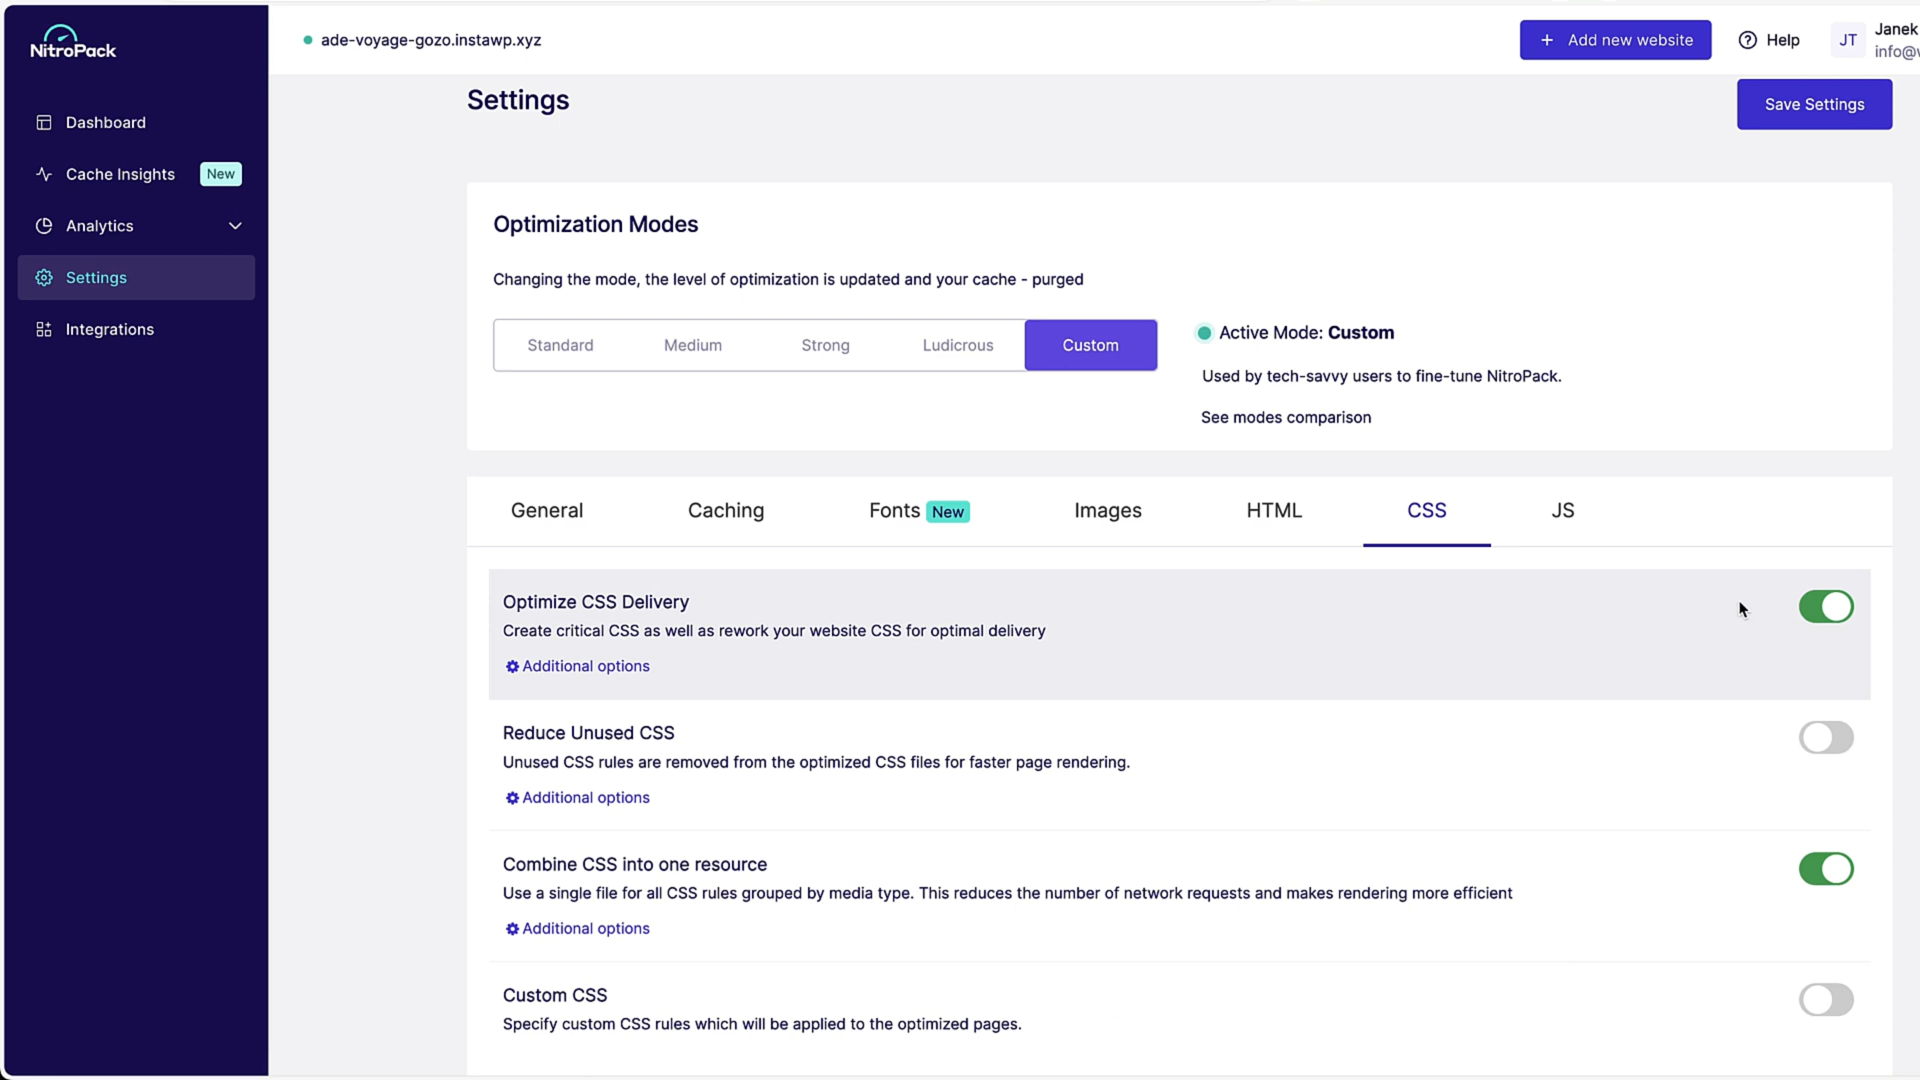 NitroPack
ade-voyage-gozo.instawp.xyz
+ Add new website
Help
JT
Janek
info@
Dashboard
Cache Insights New
Analytics
Settings
Integrations
Settings
Save Settings
Optimization Modes
Changing the mode, the level of optimization is updated and your cache - purged
Standard Medium Strong Ludicrous Custom
Active Mode: Custom
Used by tech-savvy users to fine-tune NitroPack.
See modes comparison
General Caching Fonts New Images HTML CSS JS
Optimize CSS Delivery
Create critical CSS as well as rework your website CSS for optimal delivery
Additional options
Reduce Unused CSS
Unused CSS rules are removed from the optimized CSS files for faster page rendering.
Additional options
Combine CSS into one resource
Use a single file for all CSS rules grouped by media type. This reduces the number of network requests and makes rendering more efficient
Additional options
Custom CSS
Specify custom CSS rules which will be applied to the optimized pages.